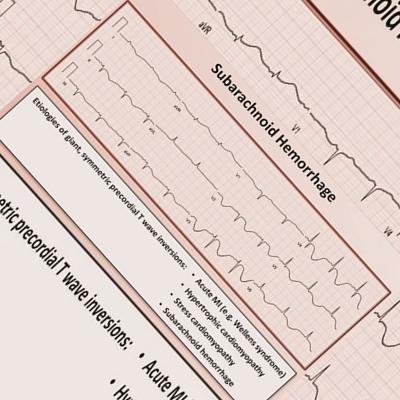 Subarachnoid Hemorrhage
aVR
V1
Etiologies of giant, symmetric precordial T wave inversions:
• Acute MI (e.g. Wellens syndrome)
• Hypertrophic cardiomyopathy
• Stress cardiomyopathy
• Subarachnoid hemorrhage
precordial T wave inversions:
• Acute MI